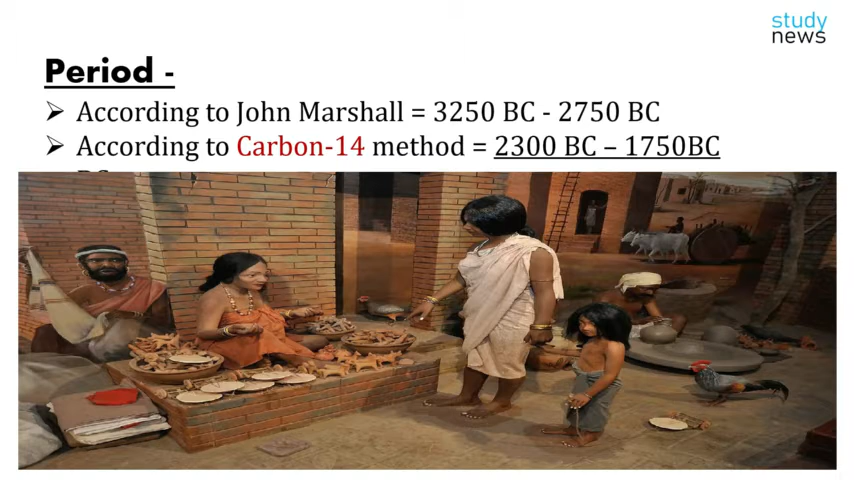 study
news
Period -
➢ According to John Marshall = 3250 BC - 2750 BC
➢ According to Carbon-14 method = 2300 BC – 1750BC